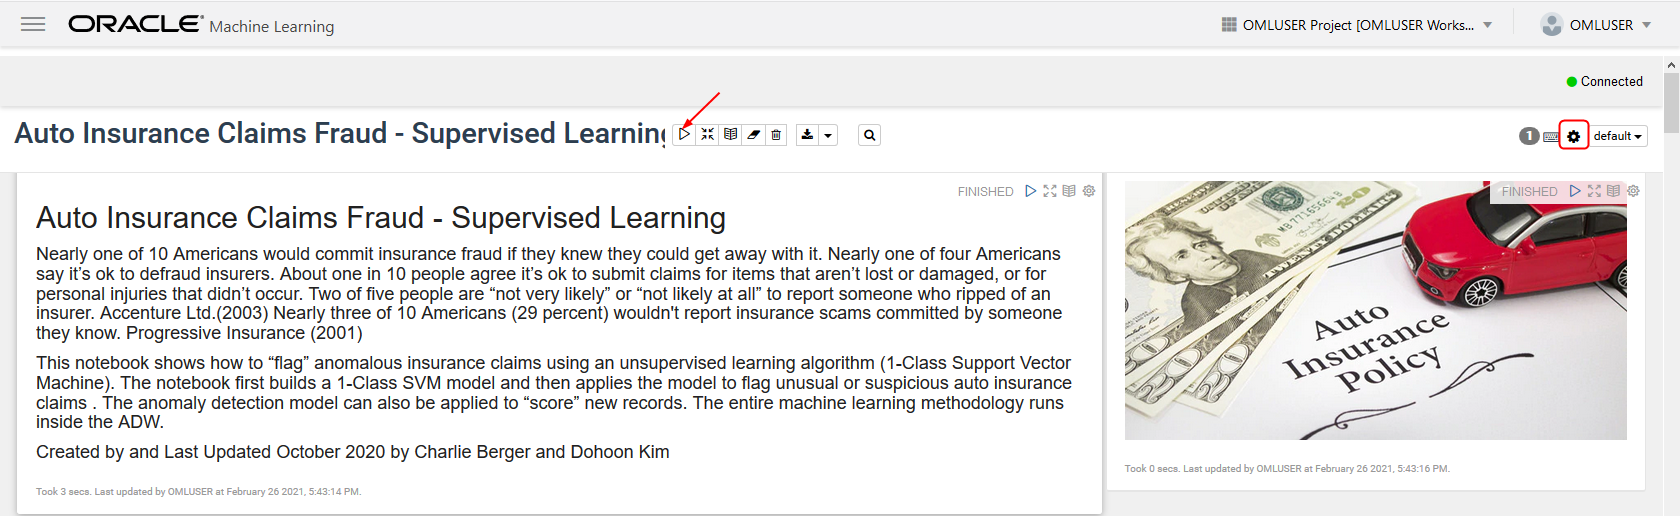 ORACLE Machine Learning
OMLUSER Project [OMLUSER Works...
OMLUSER
Connected
Auto Insurance Claims Fraud - Supervised Learning
1
default
FINISHED
Auto Insurance Claims Fraud - Supervised Learning
Nearly one of 10 Americans would commit insurance fraud if they knew they could get away with it. Nearly one of four Americans
say it’s ok to defraud insurers. About one in 10 people agree it’s ok to submit claims for items that aren’t lost or damaged, or for
personal injuries that didn’t occur. Two of five people are “not very likely” or “not likely at all” to report someone who ripped of an
insurer. Accenture Ltd.(2003) Nearly three of 10 Americans (29 percent) wouldn't report insurance scams committed by someone
they know. Progressive Insurance (2001)
This notebook shows how to “flag” anomalous insurance claims using an unsupervised learning algorithm (1-Class Support Vector
Machine). The notebook first builds a 1-Class SVM model and then applies the model to flag unusual or suspicious auto insurance
claims . The anomaly detection model can also be applied to “score” new records. The entire machine learning methodology runs
inside the ADW.
Created by and Last Updated October 2020 by Charlie Berger and Dohoon Kim
Took 3 secs. Last updated by OMLUSER at February 26 2021, 5:43:14 PM.
FINISHED
Auto
Insurance
Policy
Took 0 secs. Last updated by OMLUSER at February 26 2021, 5:43:16 PM.